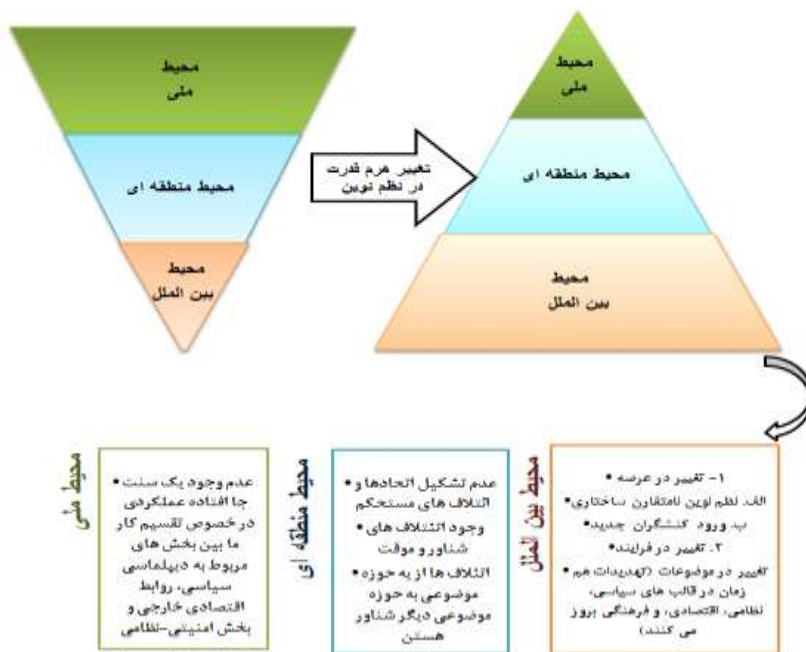 محیط
ملی
محیط منطقه ای
محیط
بین الملل
تغییر هرم قدرت
در نظم نوین
محیط
ملی
محیط منطقه ای
محیط
بین الملل
محیط بین الملل
۱- تغییر در عرصه •
الف. نظم نوین نامتقارن ساختاری •
ب. ورود کنشگران جدید •
۲. تغییر در فرایند •
تغییر در موضوعات (تهدیدات هم •
زمان در قالب های سیاسی،
نظامی، اقتصادی، و فرهنگی بروز
می کنند)
محیط منطقه ای
عدم تشکیل اتحادها و •
ائتلاف های مستحکم
وجود ائتلاف های •
شناور و موقت
ائتلاف ها از یه حوزه •
موضوعی به حوزه
موضوعی دیگر شناور
هستن
محیط ملی
عدم وجود یک سنت •
جا افتاده عملکردی
در خصوص تقسیم کار
ما بین بخش های
مربوط به دیپلماسی
سیاسی، روابط
اقتصادی خارجی و
بخش امنیتی-نظامی